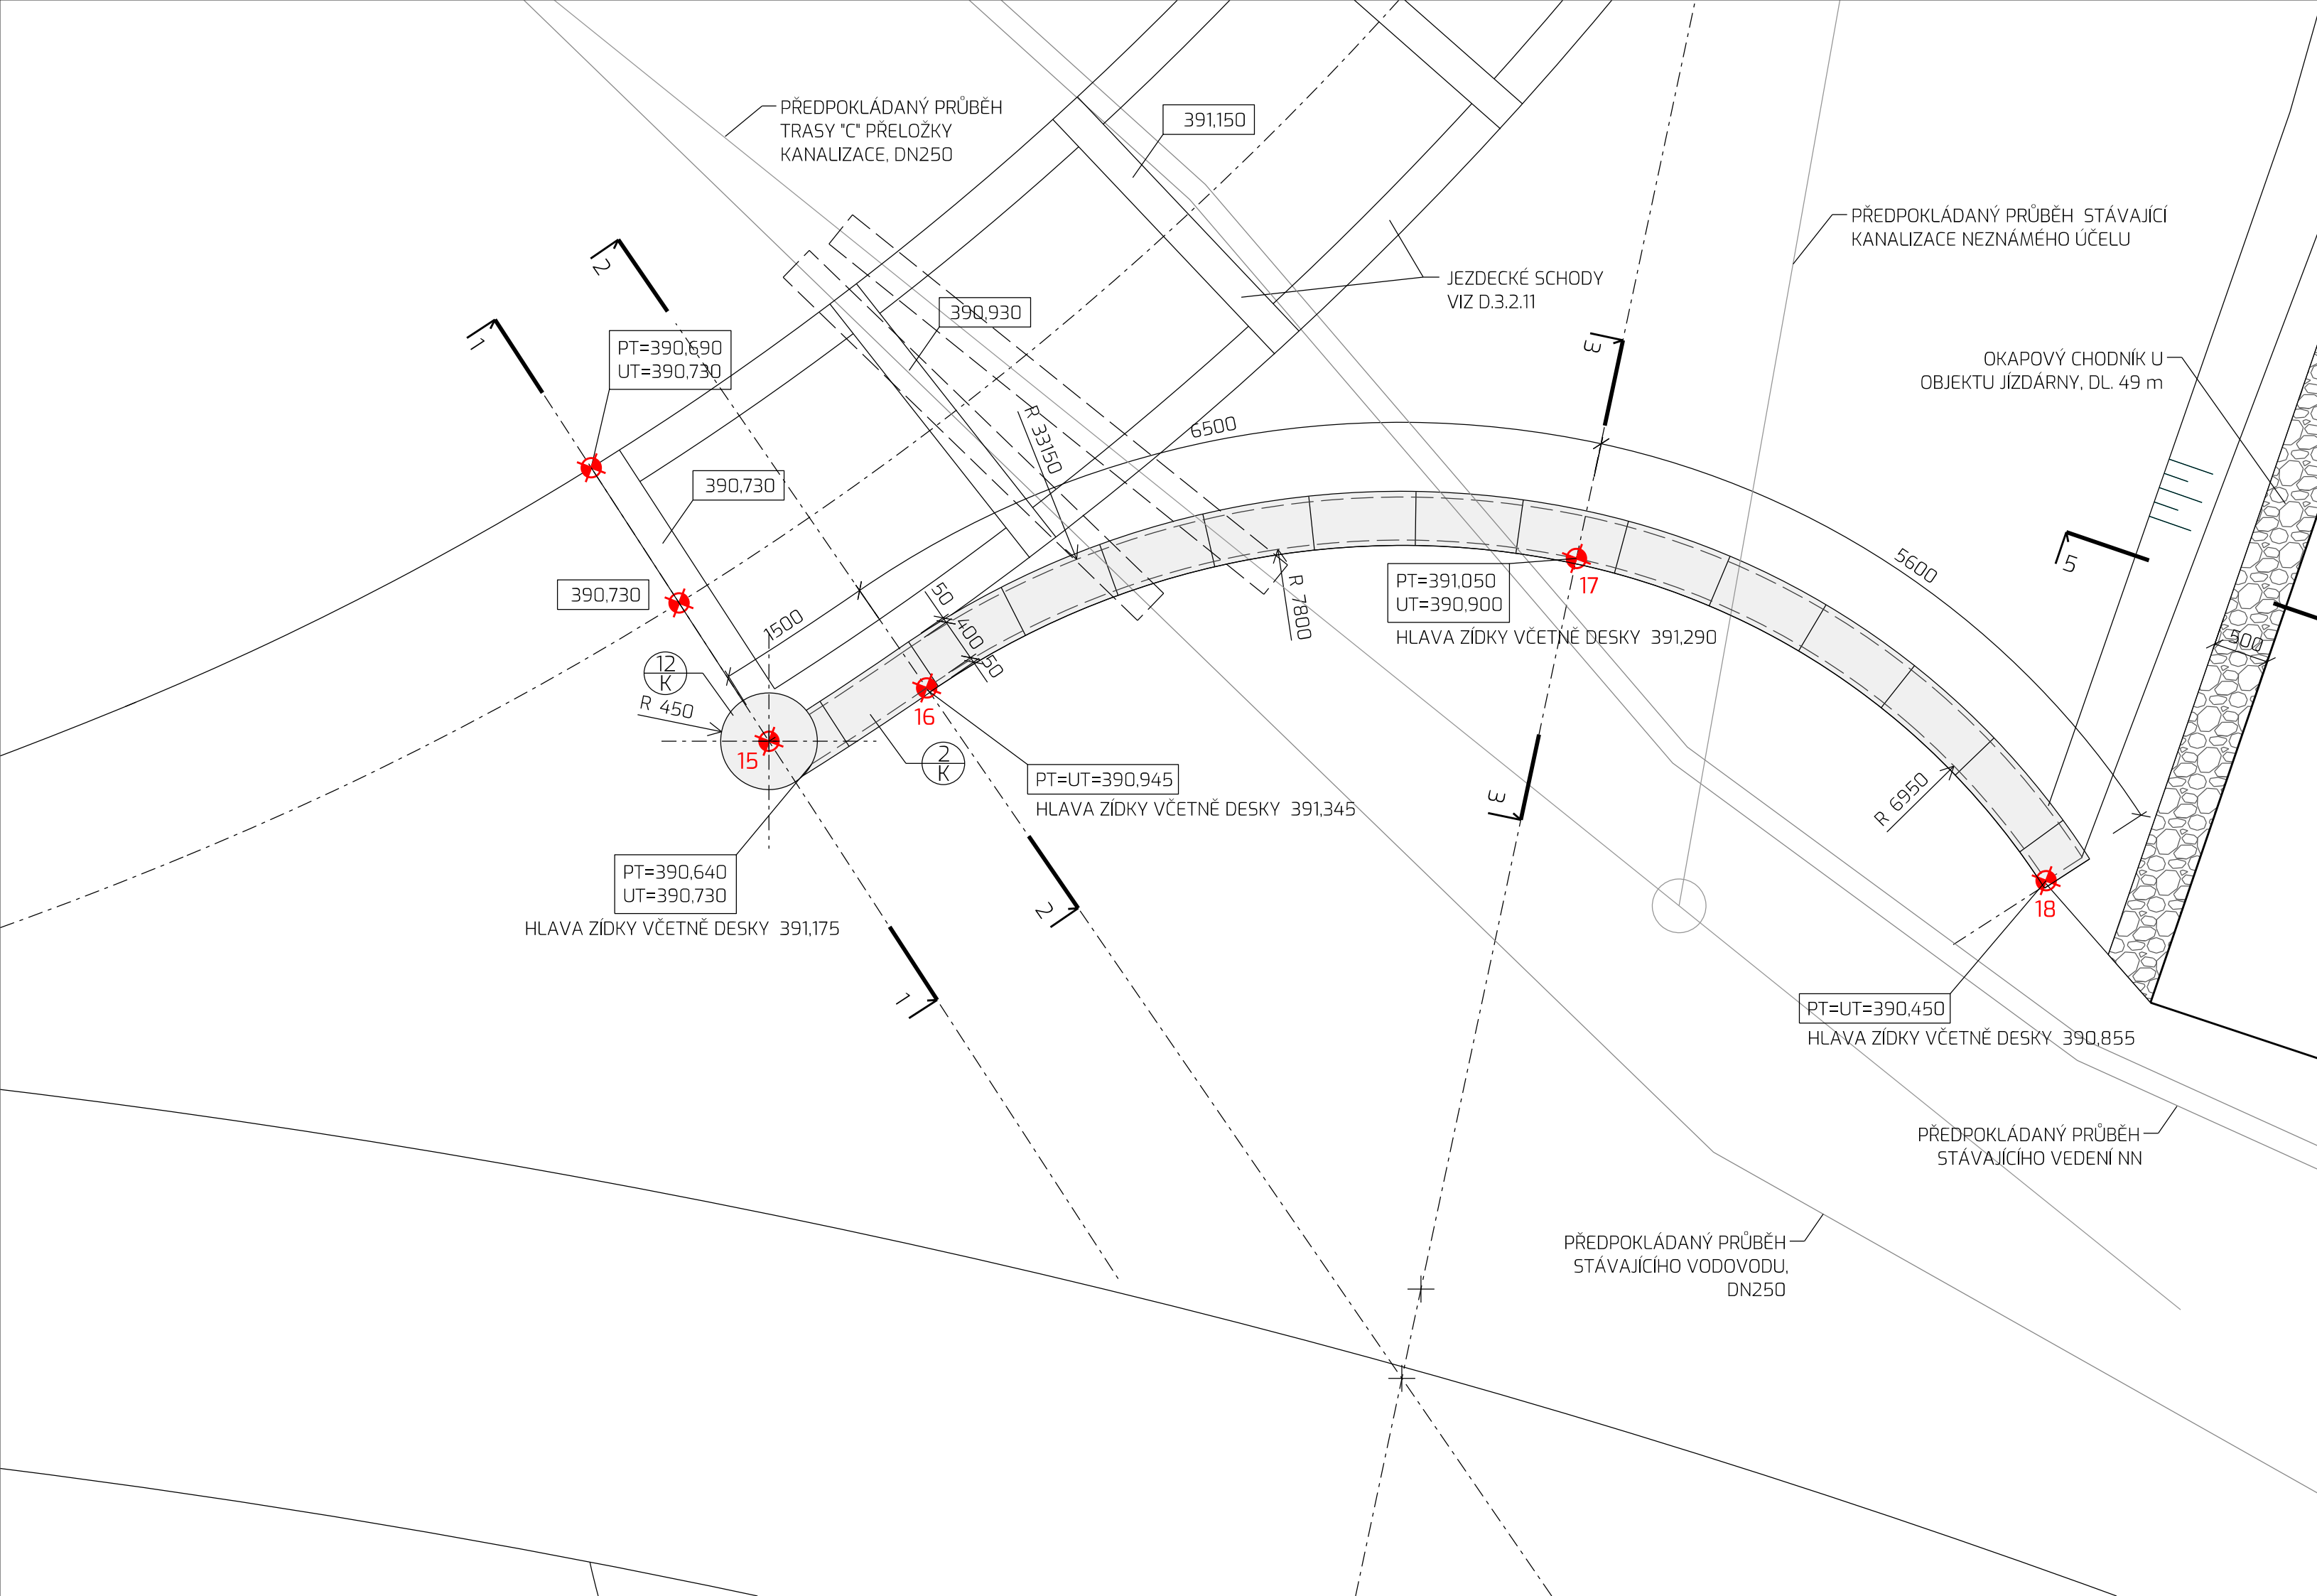 PŘEDPOKLÁDANÝ PRŮBĚH
TRASY "C" PŘELOŽKY
KANALIZACE, DN250
391,150
PŘEDPOKLÁDANÝ PRŮBĚH STÁVAJÍCÍ
KANALIZACE NEZNÁMÉHO ÚČELU
JEZDECKÉ SCHODY
VIZ D.3.2.11
2
1
390,930
PT=390,690
UT=390,730
3
OKAPOVÝ CHODNÍK U
OBJEKTU JÍZDÁRNY, DL. 49 m
R 33150
6500
390,730
5600
5
390,730
1500
50
400
50
R 7800
PT=391,050
UT=390,900
17
HLAVA ZÍDKY VČETNĚ DESKY 391,290
500
12
K
R 450
16
15
2
K
PT=UT=390,945
HLAVA ZÍDKY VČETNĚ DESKY 391,345
3
R 6950
PT=390,640
UT=390,730
HLAVA ZÍDKY VČETNĚ DESKY 391,175
2
18
1
PT=UT=390,450
HLAVA ZÍDKY VČETNĚ DESKY 390,855
PŘEDPOKLÁDANÝ PRŮBĚH
STÁVAJÍCÍHO VEDENÍ NN
PŘEDPOKLÁDANÝ PRŮBĚH
STÁVAJÍCÍHO VODOVODU,
DN250